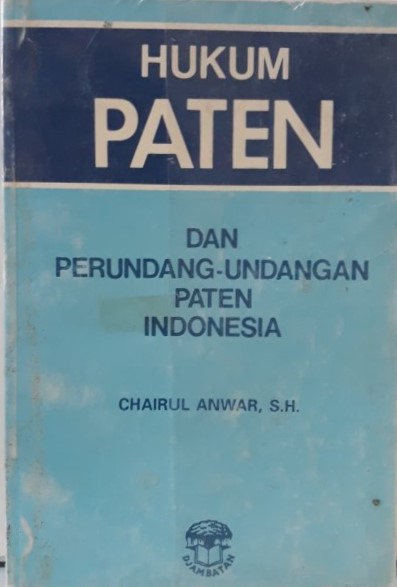 HUKUM
PATEN
DAN
PERUNDANG-UNDANGAN
PATEN
INDONESIA
CHAIRUL ANWAR, S.H.
DJAMBATAN